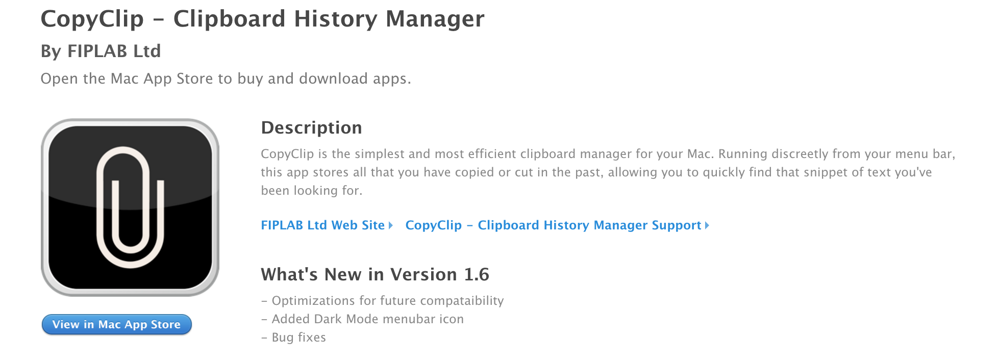 CopyClip – Clipboard History Manager
By FIPLAB Ltd
Open the Mac App Store to buy and download apps.
Description
CopyClip is the simplest and most efficient clipboard manager for your Mac. Running discreetly from your menu bar,
this app stores all that you have copied or cut in the past, allowing you to quickly find that snippet of text you've
been looking for.
FIPLAB Ltd Web Site CopyClip – Clipboard History Manager Support
What's New in Version 1.6
– Optimizations for future compataibility
– Added Dark Mode menubar icon
– Bug fixes
View in Mac App Store